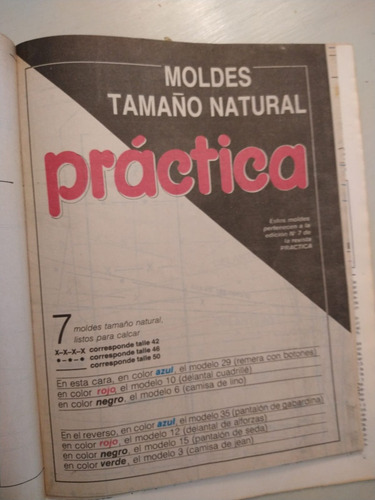 MOLDES
TAMAÑO NATURAL
práctica
Estos moldes
pertenecen a la
edición Nº 7 de
la revista
PRACTICA
7 moldes tamaño natural,
listos para calcar
X–X–X–X corresponde talle 42
•–•–• corresponde talle 46
corresponde talle 50
En esta cara, en color azul, el modelo 29 (remera con botones)
en color rojo, el modelo 10 (delantal cuadrillé)
en color negro, el modelo 6 (camisa de lino)
En el reverso, en color azul, el modelo 35 (pantalón de gabardina)
en color rojo, el modelo 12 (delantal de alforzas)
en color negro, el modelo 15 (pantalón de seda)
en color verde, el modelo 3 (camisa de jean)